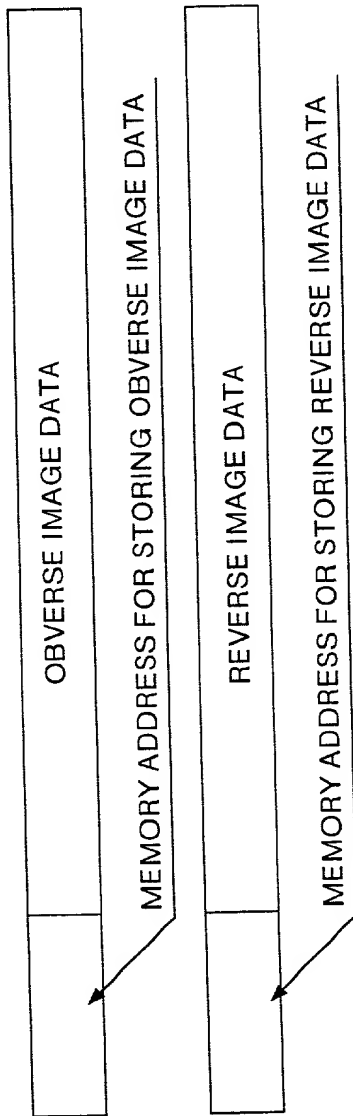 OBVERSE IMAGE DATA
MEMORY ADDRESS FOR STORING OBVERSE IMAGE DATA
REVERSE IMAGE DATA
MEMORY ADDRESS FOR STORING REVERSE IMAGE DATA